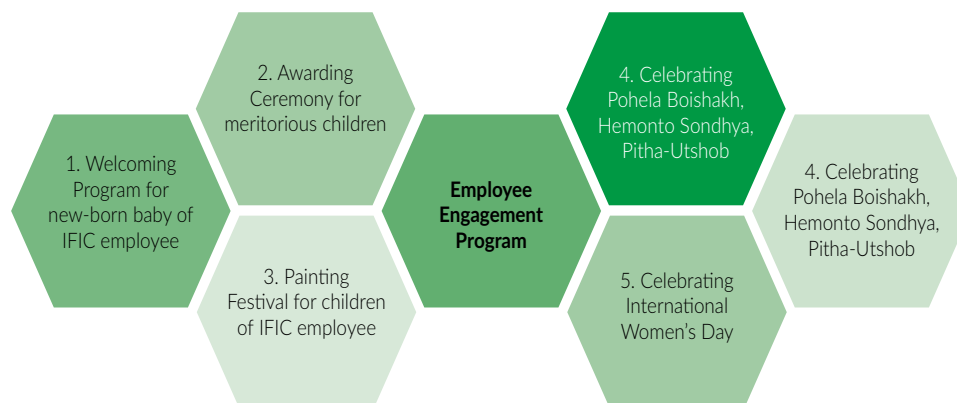 1. Welcoming
Program for
new-born baby of
IFIC employee
2. Awarding
Ceremony for
meritorious children
3. Painting
Festival for children
of IFIC employee
Employee
Engagement
Program
4. Celebrating
Pohela Boishakh,
Hemonto Sondhya,
Pitha-Utshob
5. Celebrating
International
Women’s Day
4. Celebrating
Pohela Boishakh,
Hemonto Sondhya,
Pitha-Utshob